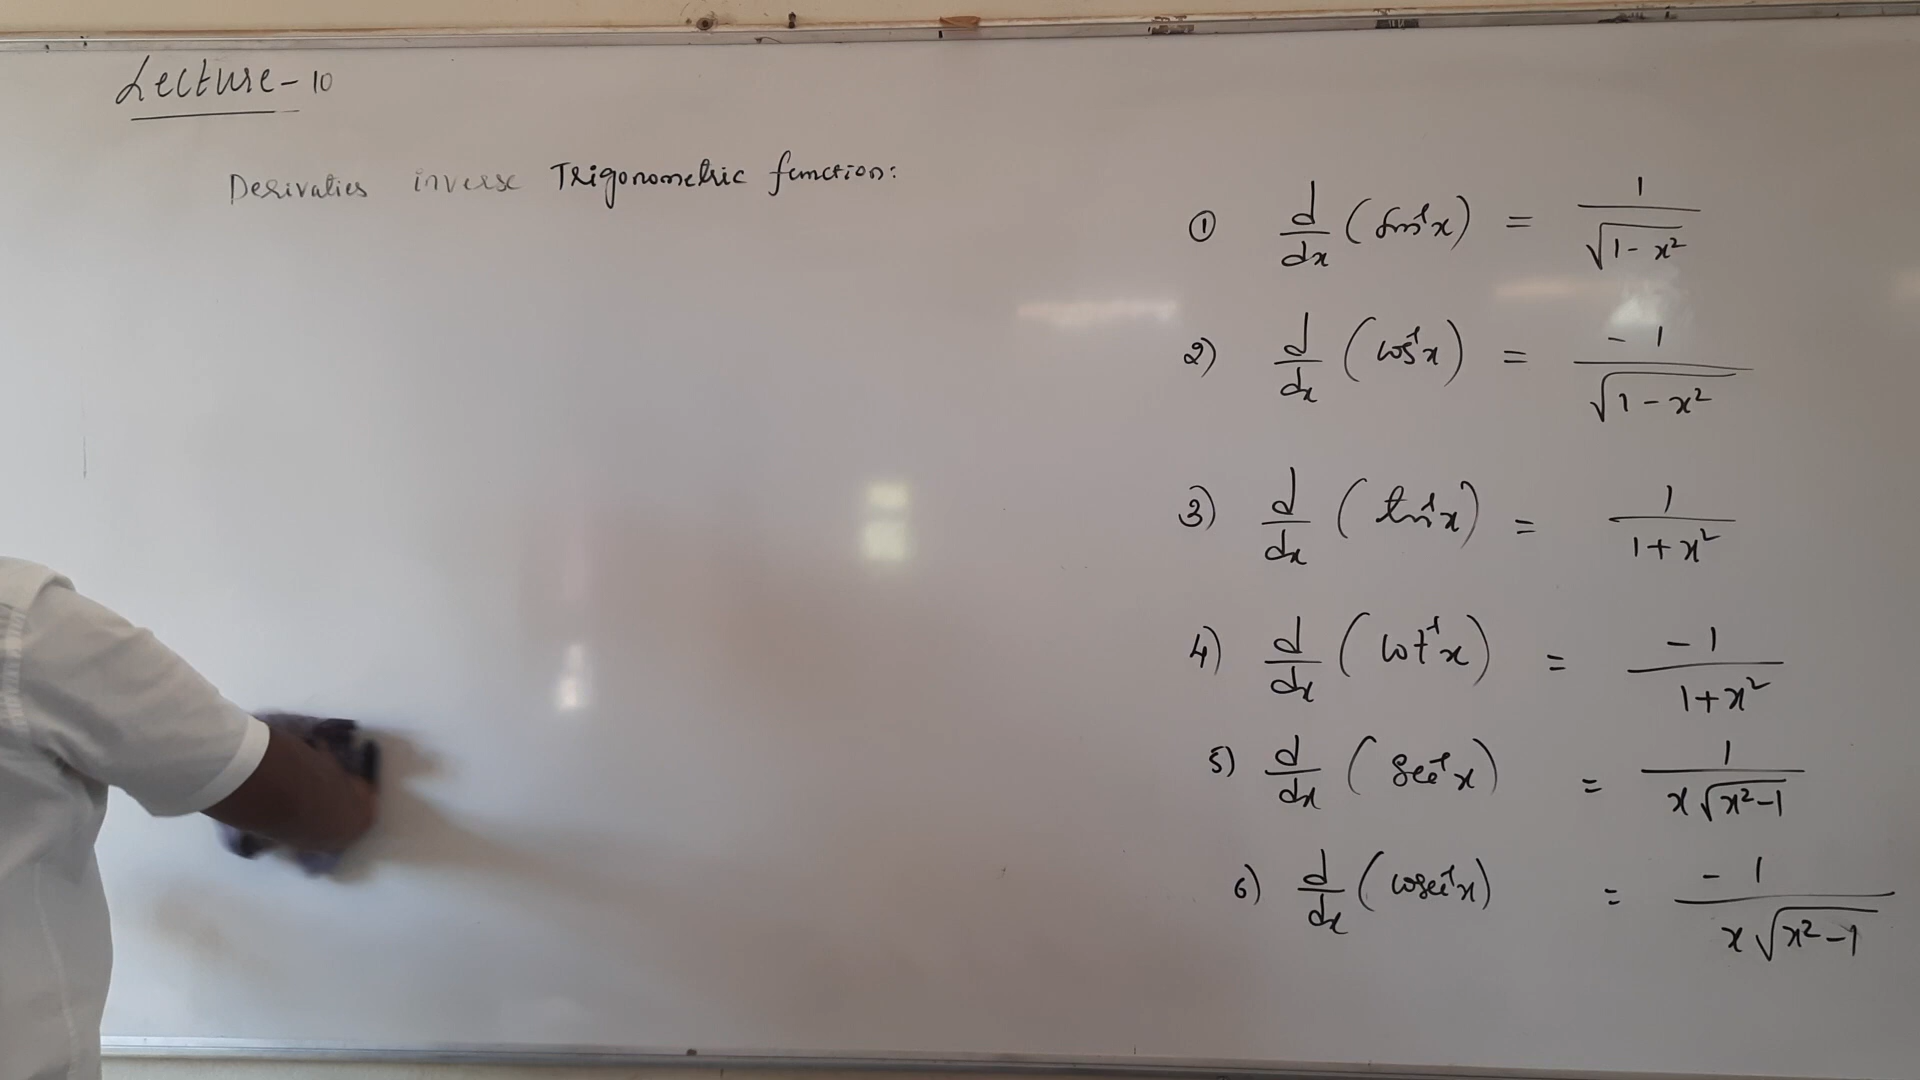 Lecture-10
Derivaties inverse Trigonometric function:
① d/dx (sin⁻¹x) = 1/√(1-x²)
2) d/dx (cos⁻¹x) = -1/√(1-x²)
3) d/dx (tan⁻¹x) = 1/(1+x²)
4) d/dx (cot⁻¹x) = -1/(1+x²)
5) d/dx (sec⁻¹x) = 1/(x√(x²-1))
6) d/dx (cosec⁻¹x) = -1/(x√(x²-1))